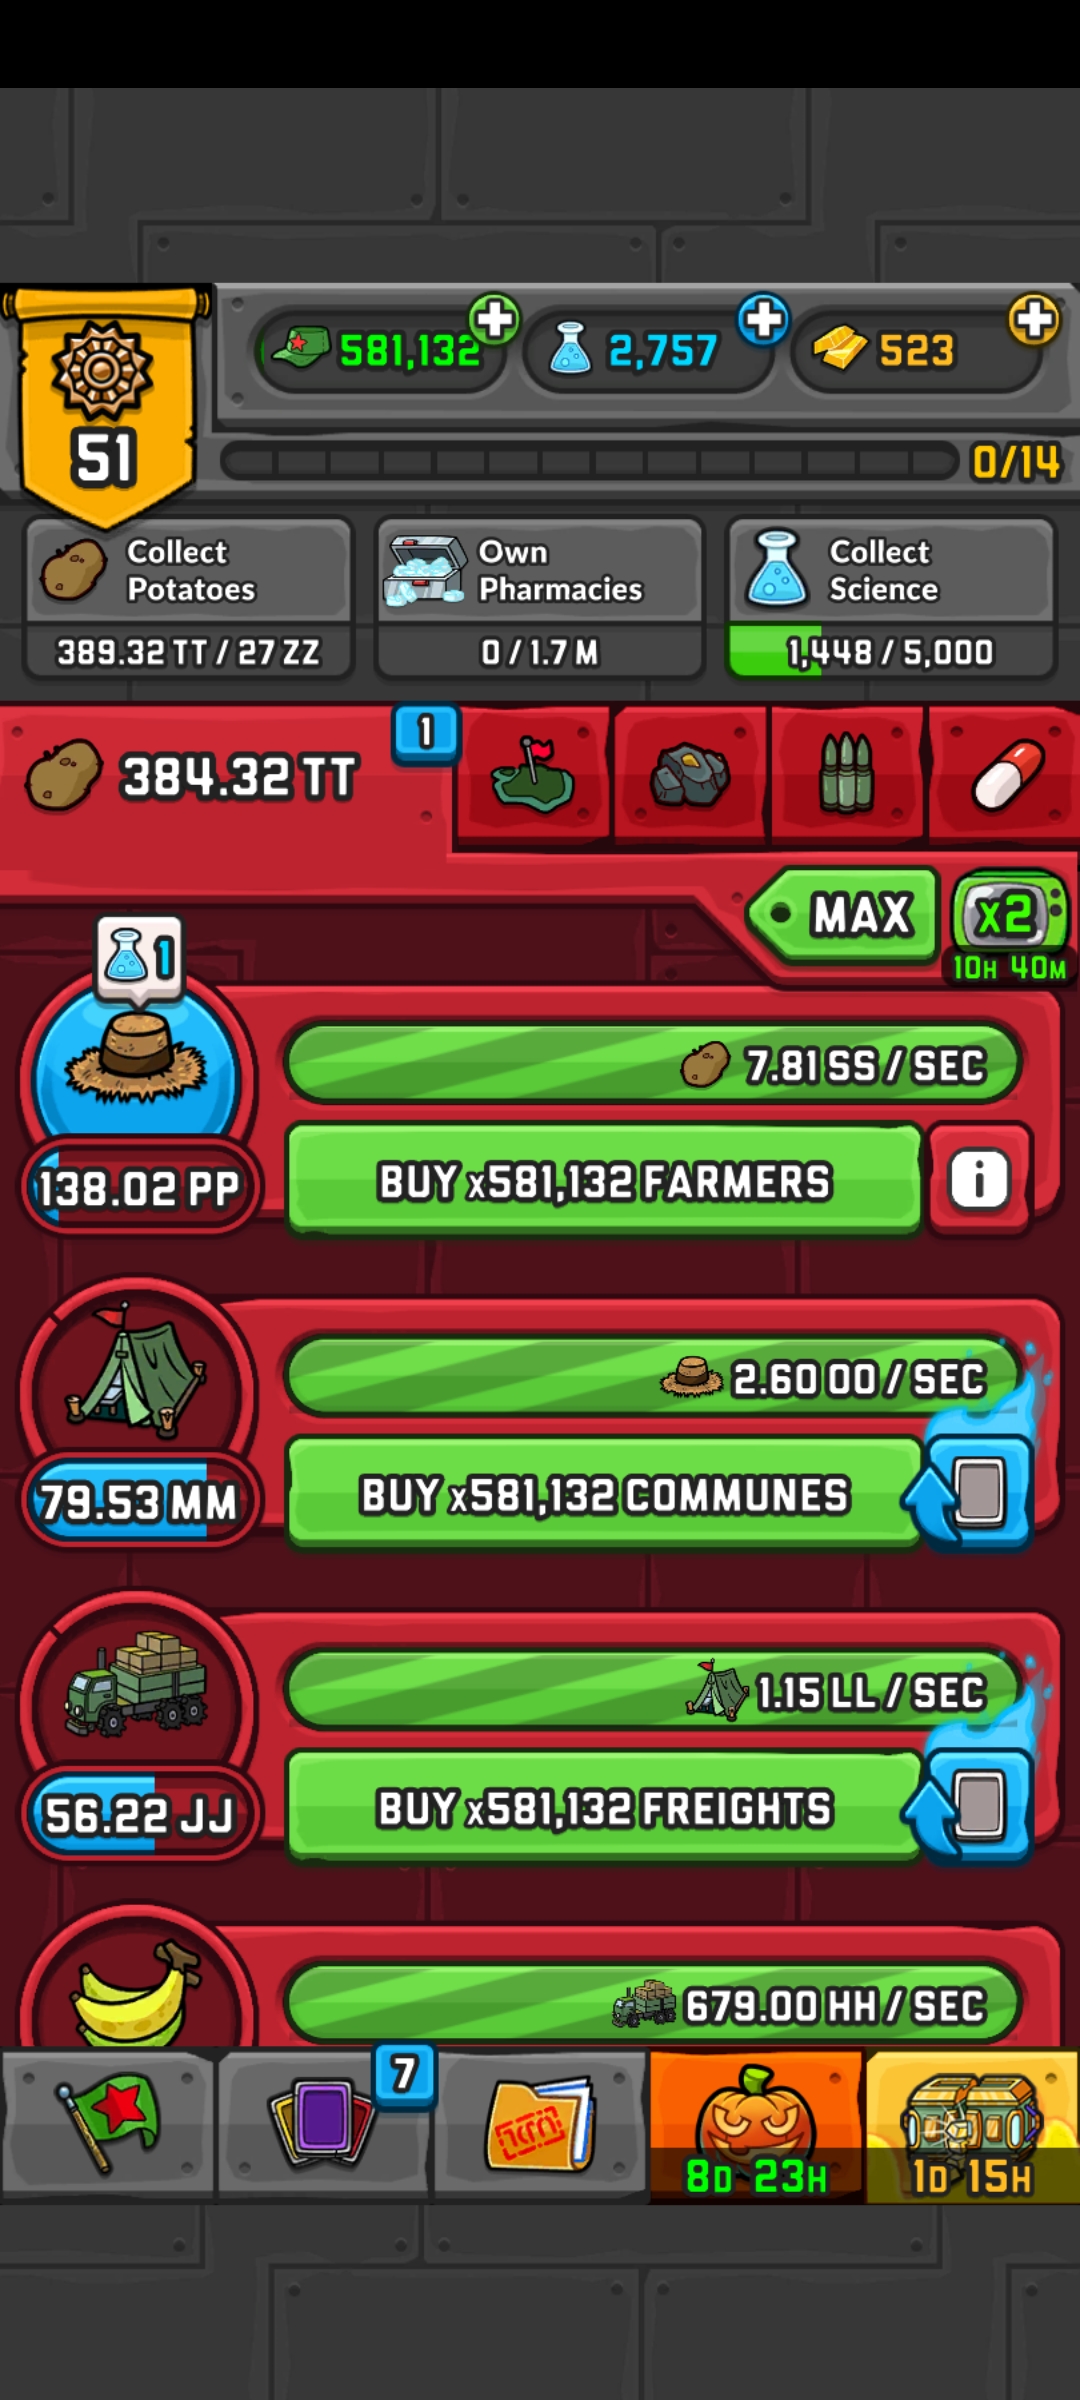 581,132
2,757
523
51
0/14
Collect
Potatoes
389.32 TT / 27 ZZ
Own
Pharmacies
0 / 1.7 M
Collect
Science
1,448 / 5,000
384.32 TT
1
MAX
x2
10H 40M
1
7.81 SS / SEC
138.02 PP
BUY x581,132 FARMERS
i
2.60 OO / SEC
79.53 MM
BUY x581,132 COMMUNES
1.15 LL / SEC
56.22 JJ
BUY x581,132 FREIGHTS
679.00 HH / SEC
7
8D 23H
1D 15H